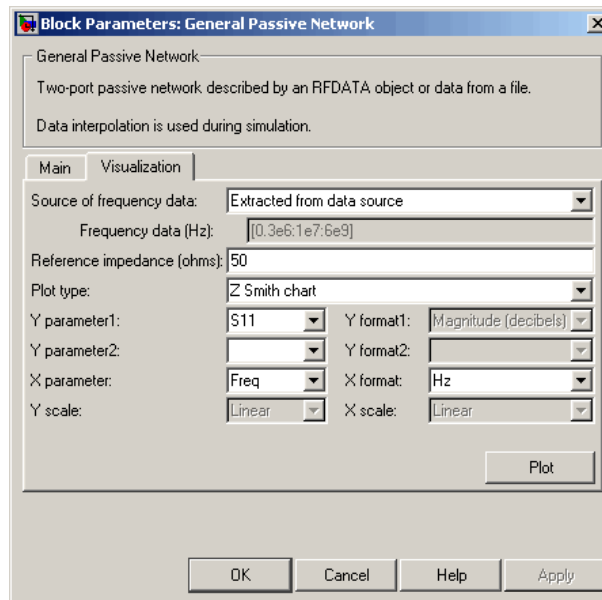 Block Parameters: General Passive Network
General Passive Network
Two-port passive network described by an RFDATA object or data from a file.
Data interpolation is used during simulation.
Main Visualization
Source of frequency data: Extracted from data source
Frequency data (Hz): [0.3e6:1e7:6e9]
Reference impedance (ohms): 50
Plot type: Z Smith chart
Y parameter1: S11 Y format1: Magnitude (decibels)
Y parameter2: Y format2:
X parameter: Freq X format: Hz
Y scale: Linear X scale: Linear
Plot
OK Cancel Help Apply